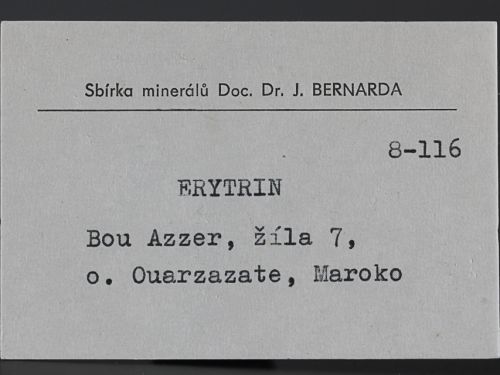 Sbírka minerálů Doc. Dr. J. BERNARDA
8-116
ERYTRIN
Bou Azzer, žíla 7,
o. Ouarzazate, Maroko